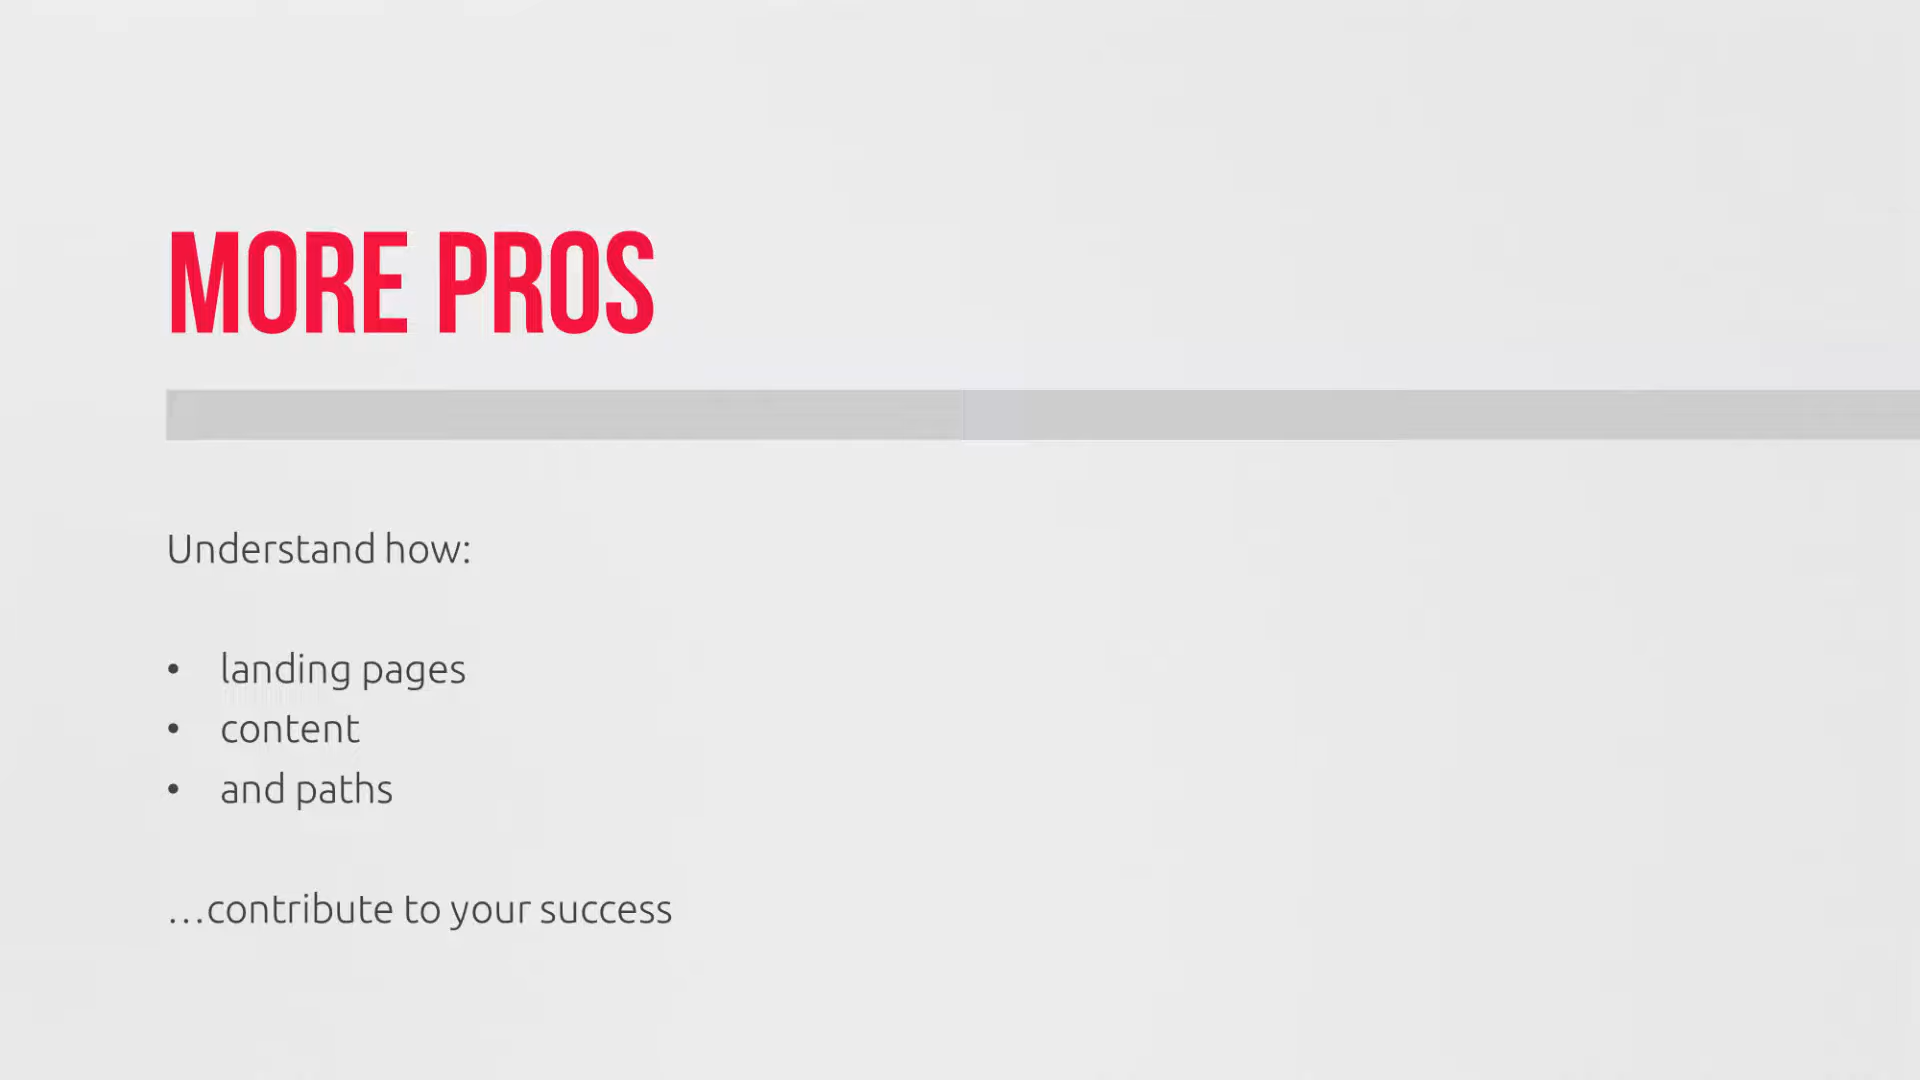 MORE PROS
Understand how:
• landing pages
• content
• and paths
…contribute to your success